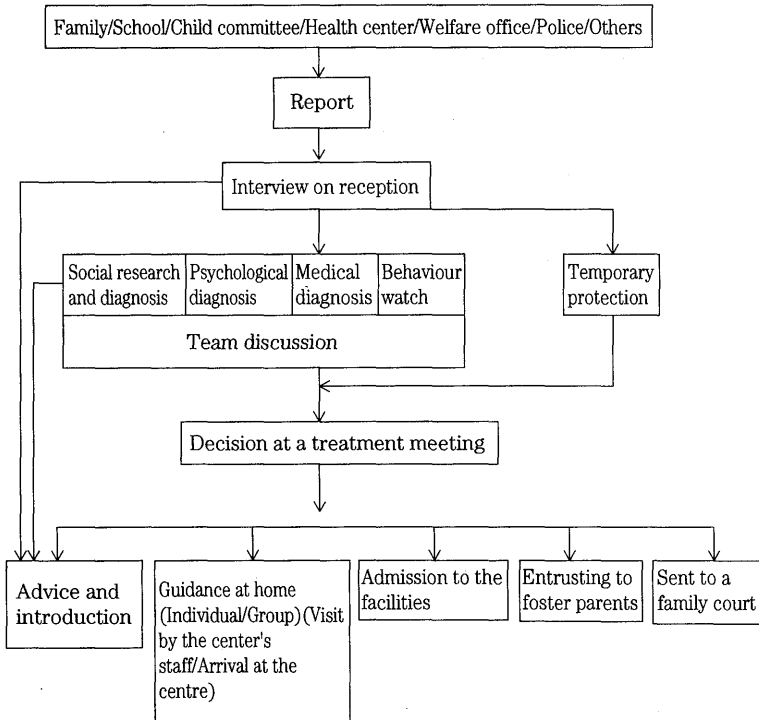 Family/School/Child committee/Health center/Welfare office/Police/Others
Report
Interview on reception
Social research
and diagnosis
Psychological
diagnosis
Medical
diagnosis
Behaviour
watch
Temporary
protection
Team discussion
Decision at a treatment meeting
Advice and
introduction
Guidance at home
(Individual/Group)(Visit
by the center's
staff/Arrival at the
centre)
Admission to the
facilities
Entrusting to
foster parents
Sent to a
family court